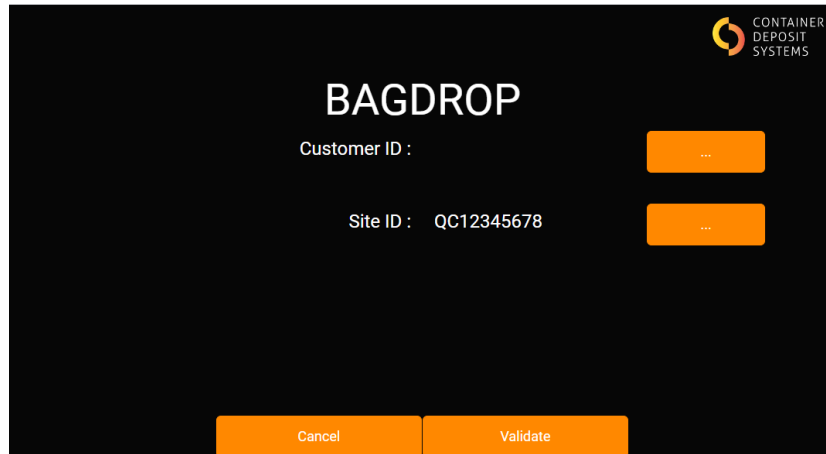 CONTAINER
DEPOSIT
SYSTEMS
BAGDROP
Customer ID :
...
Site ID : QC12345678
...
Cancel
Validate